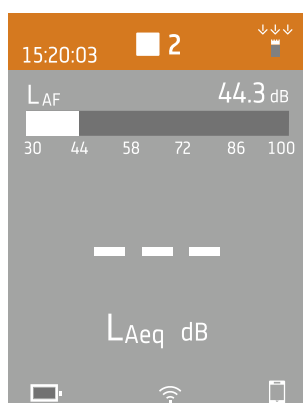 15:20:03 2
LAF 44.3 dB
30 44 58 72 86 100
– – –
LAeq dB